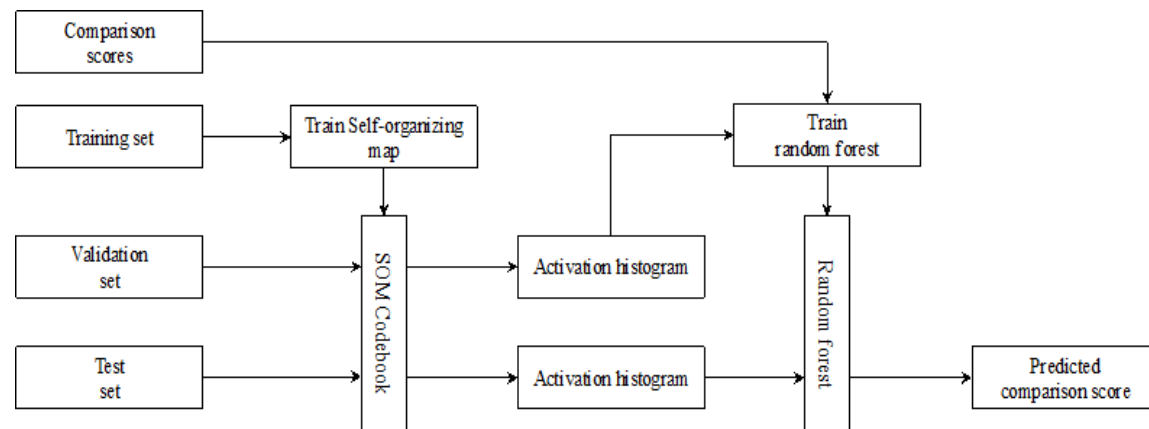 Comparison
scores
Training set
Train Self-organizing
map
Train
random forest
Validation
set
SOM Codebook
Activation histogram
Random forest
Test
set
Activation histogram
Predicted
comparison score